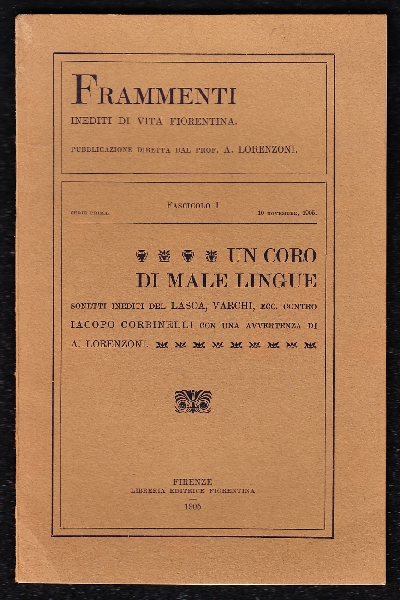 FRAMMENTI
INEDITI DI VITA FIORENTINA.
PUBBLICAZIONE DIRETTA DAL PROF. A. LORENZONI.
FASCICOLO I
SERIE PRIMA. 10 NOVEMBRE, 1905.
UN CORO
DI MALE LINGUE
SONETTI INEDITI DEL LASCA, VARCHI, ECC. CONTRO
IACOPO CORBINELLI CON UNA AVVERTENZA DI
A. LORENZONI.
FIRENZE
LIBRERIA EDITRICE FIORENTINA
—
1905